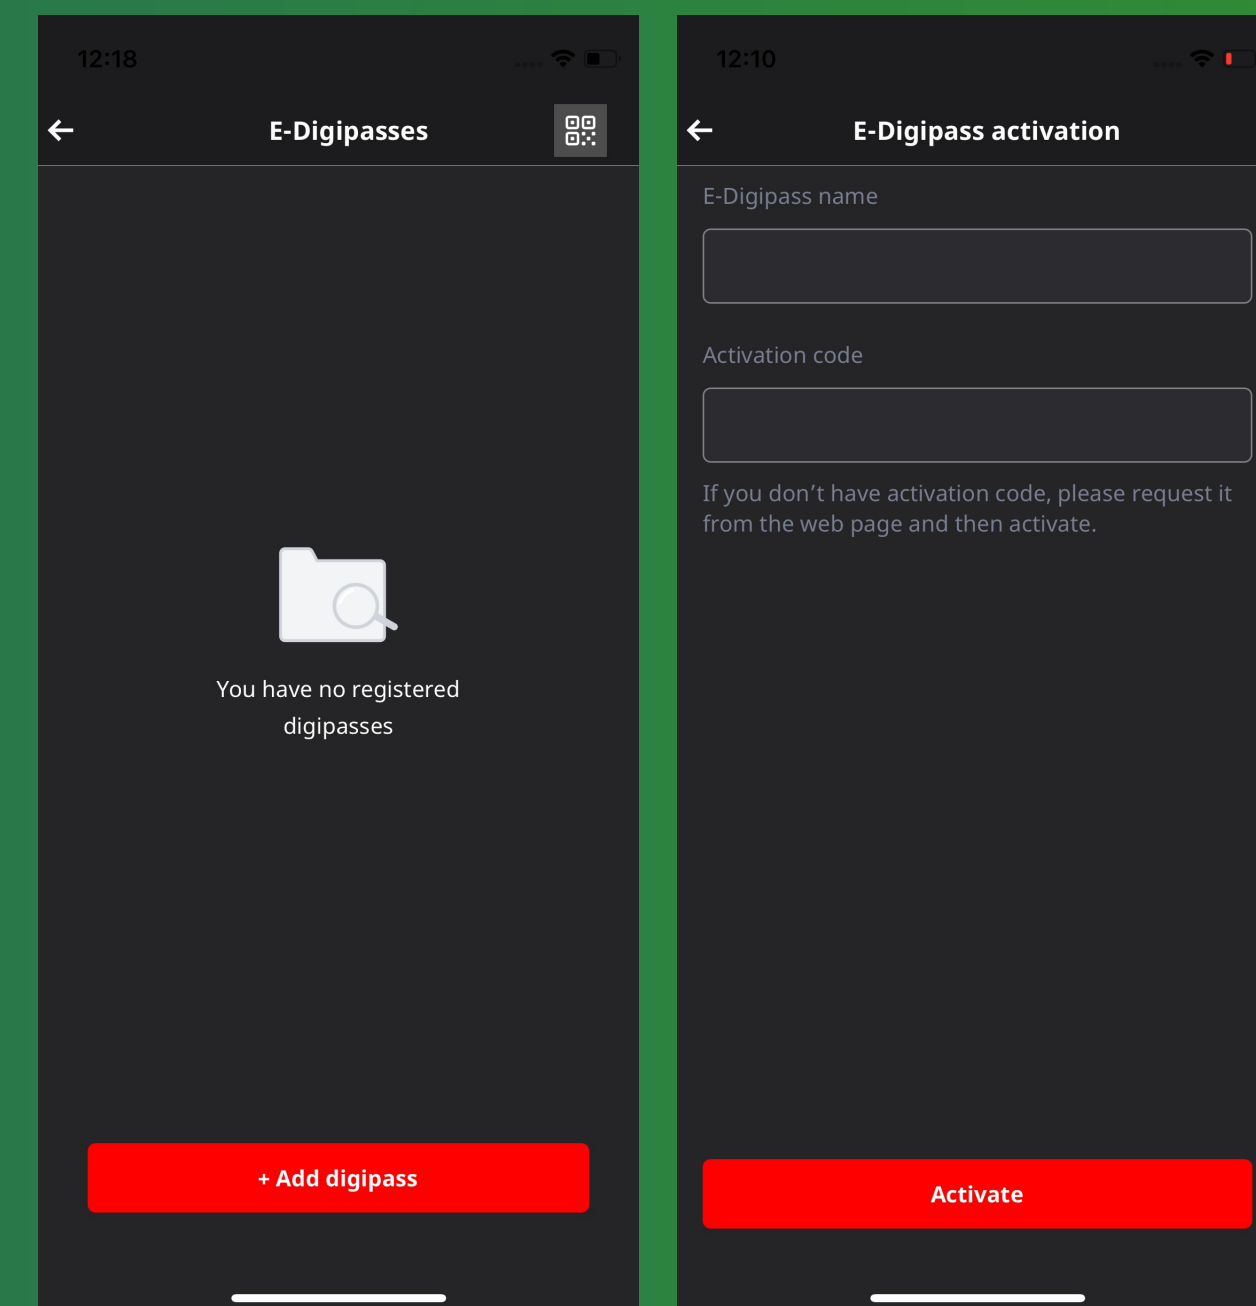 12:18
E-Digipasses
You have no registered
digipasses
+ Add digipass
12:10
E-Digipass activation
E-Digipass name
Activation code
If you don’t have activation code, please request it
from the web page and then activate.
Activate